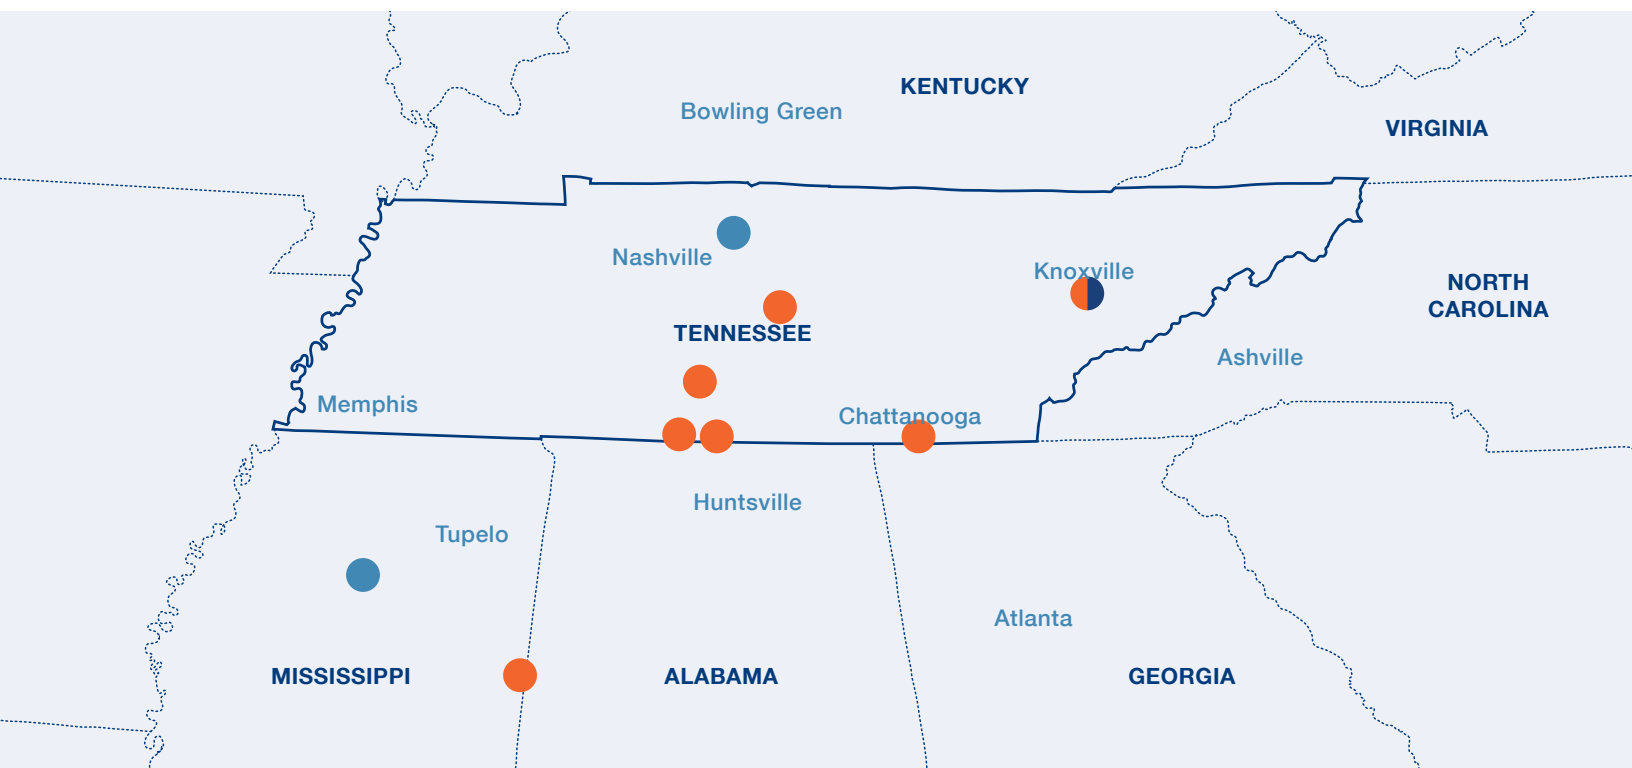 KENTUCKY
Bowling Green
VIRGINIA
Nashville
Knoxville
NORTH
CAROLINA
TENNESSEE
Ashville
Memphis
Chattanooga
Huntsville
Tupelo
Atlanta
MISSISSIPPI
ALABAMA
GEORGIA